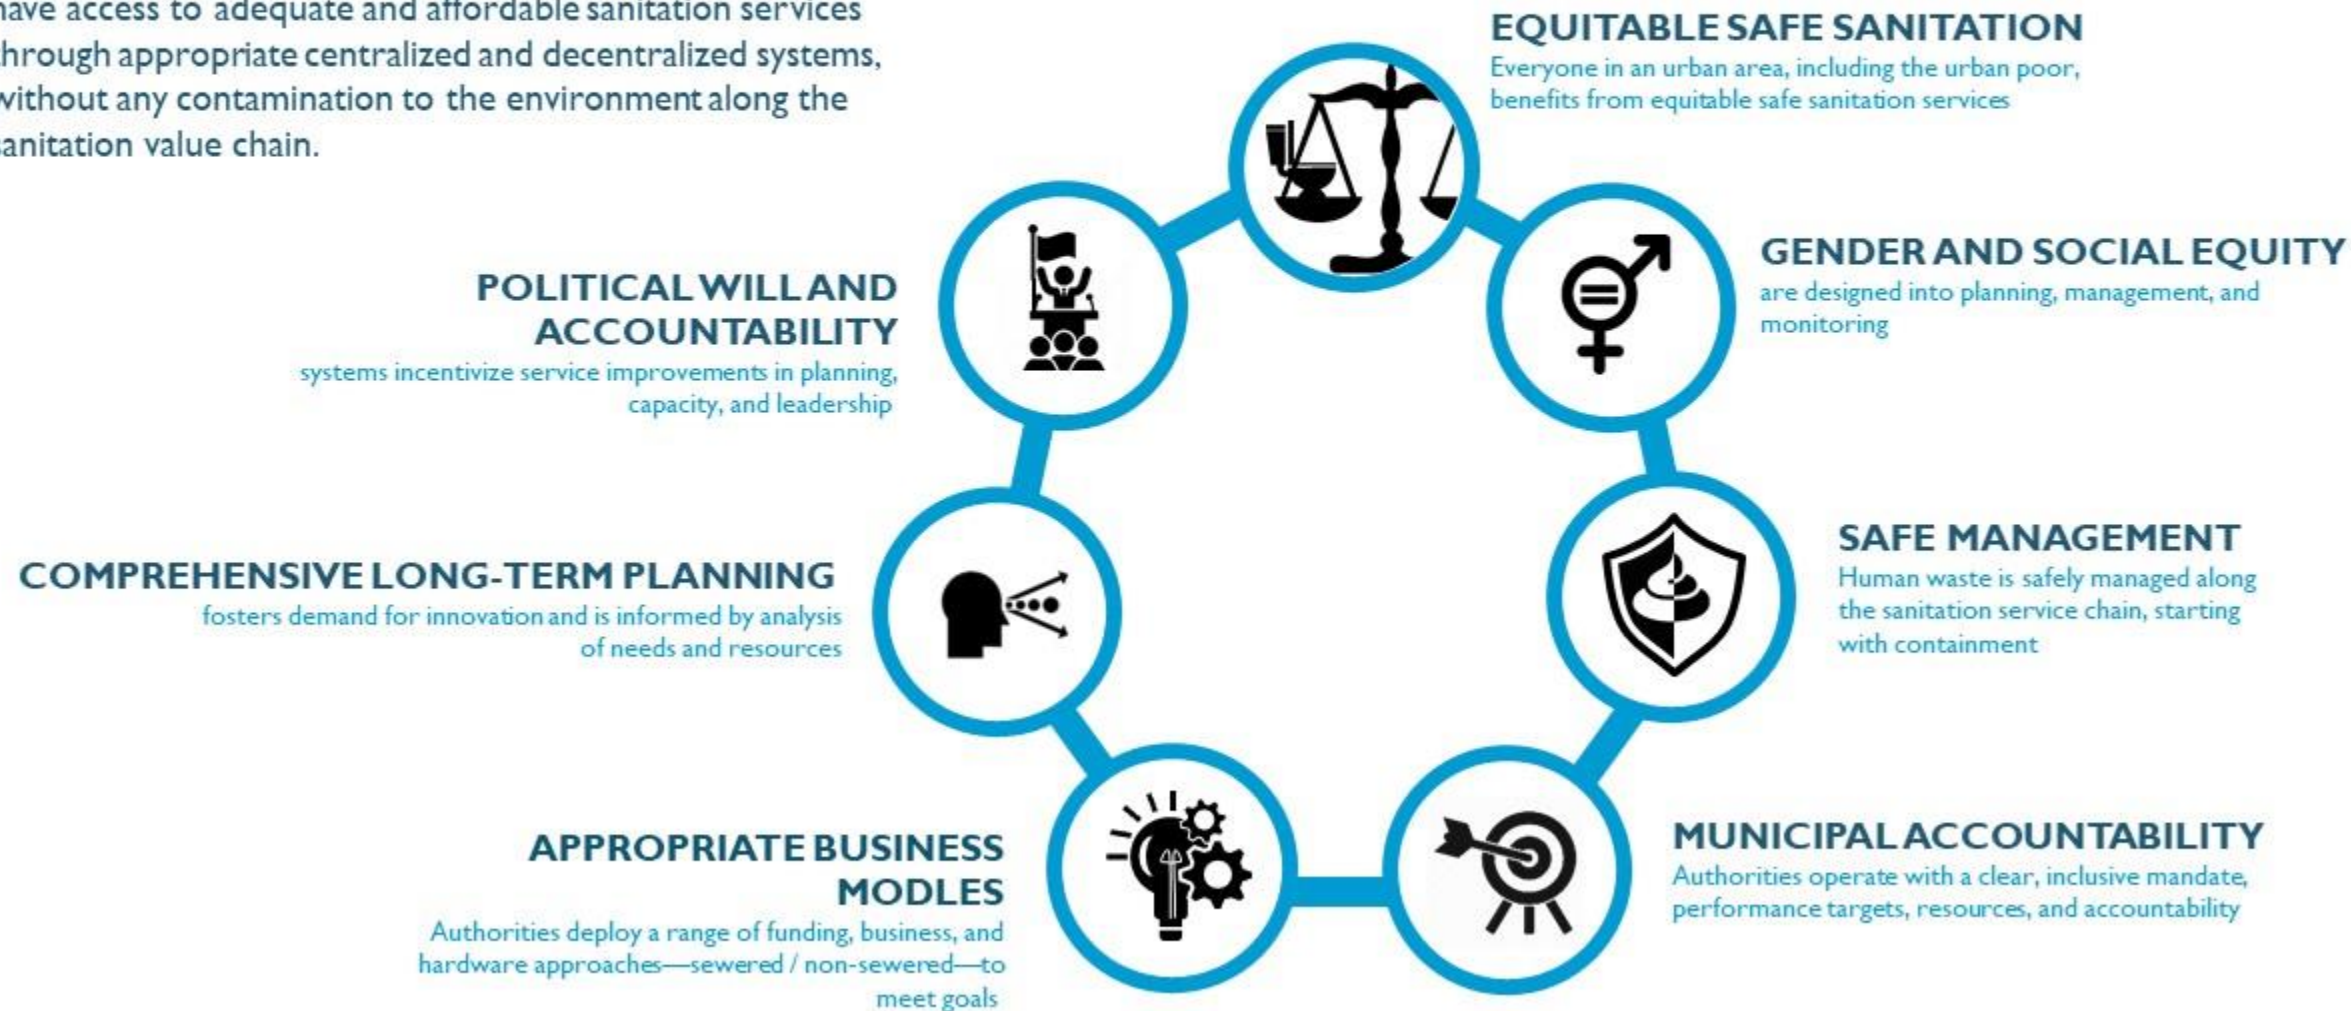 have access to adequate and affordable sanitation services
through appropriate centralized and decentralized systems,
without any contamination to the environment along the
sanitation value chain.
EQUITABLE SAFE SANITATION
Everyone in an urban area, including the urban poor,
benefits from equitable safe sanitation services
GENDER AND SOCIAL EQUITY
are designed into planning, management, and
monitoring
SAFE MANAGEMENT
Human waste is safely managed along
the sanitation service chain, starting
with containment
MUNICIPAL ACCOUNTABILITY
Authorities operate with a clear, inclusive mandate,
performance targets, resources, and accountability
APPROPRIATE BUSINESS
MODLES
Authorities deploy a range of funding, business, and
hardware approaches—sewered / non-sewered—to
meet goals
COMPREHENSIVE LONG-TERM PLANNING
fosters demand for innovation and is informed by analysis
of needs and resources
POLITICAL WILL AND
ACCOUNTABILITY
systems incentivize service improvements in planning,
capacity, and leadership